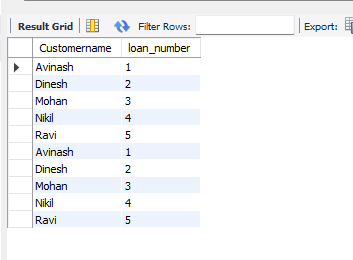 Result Grid Filter Rows: Export:
Customername loan_number
Avinash 1
Dinesh 2
Mohan 3
Nikil 4
Ravi 5
Avinash 1
Dinesh 2
Mohan 3
Nikil 4
Ravi 5